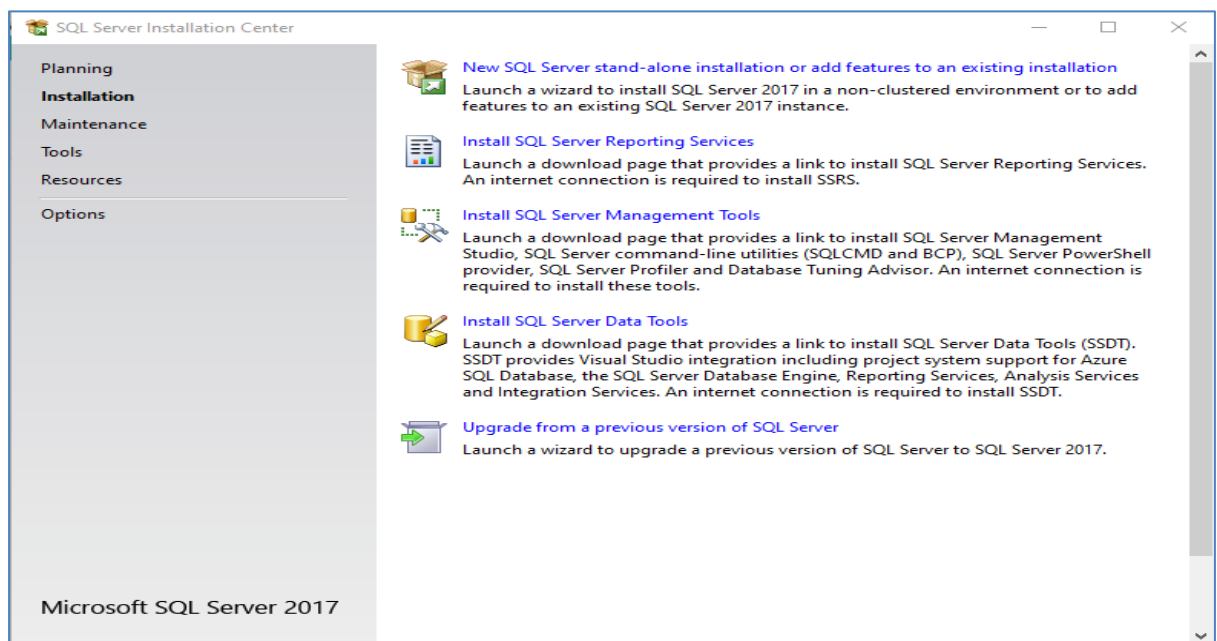 SQL Server Installation Center
Planning
Installation
Maintenance
Tools
Resources
Options
Microsoft SQL Server 2017
New SQL Server stand-alone installation or add features to an existing installation
Launch a wizard to install SQL Server 2017 in a non-clustered environment or to add
features to an existing SQL Server 2017 instance.
Install SQL Server Reporting Services
Launch a download page that provides a link to install SQL Server Reporting Services.
An internet connection is required to install SSRS.
Install SQL Server Management Tools
Launch a download page that provides a link to install SQL Server Management
Studio, SQL Server command-line utilities (SQLCMD and BCP), SQL Server PowerShell
provider, SQL Server Profiler and Database Tuning Advisor. An internet connection is
required to install these tools.
Install SQL Server Data Tools
Launch a download page that provides a link to install SQL Server Data Tools (SSDT).
SSDT provides Visual Studio integration including project system support for Azure
SQL Database, the SQL Server Database Engine, Reporting Services, Analysis Services
and Integration Services. An internet connection is required to install SSDT.
Upgrade from a previous version of SQL Server
Launch a wizard to upgrade a previous version of SQL Server to SQL Server 2017.